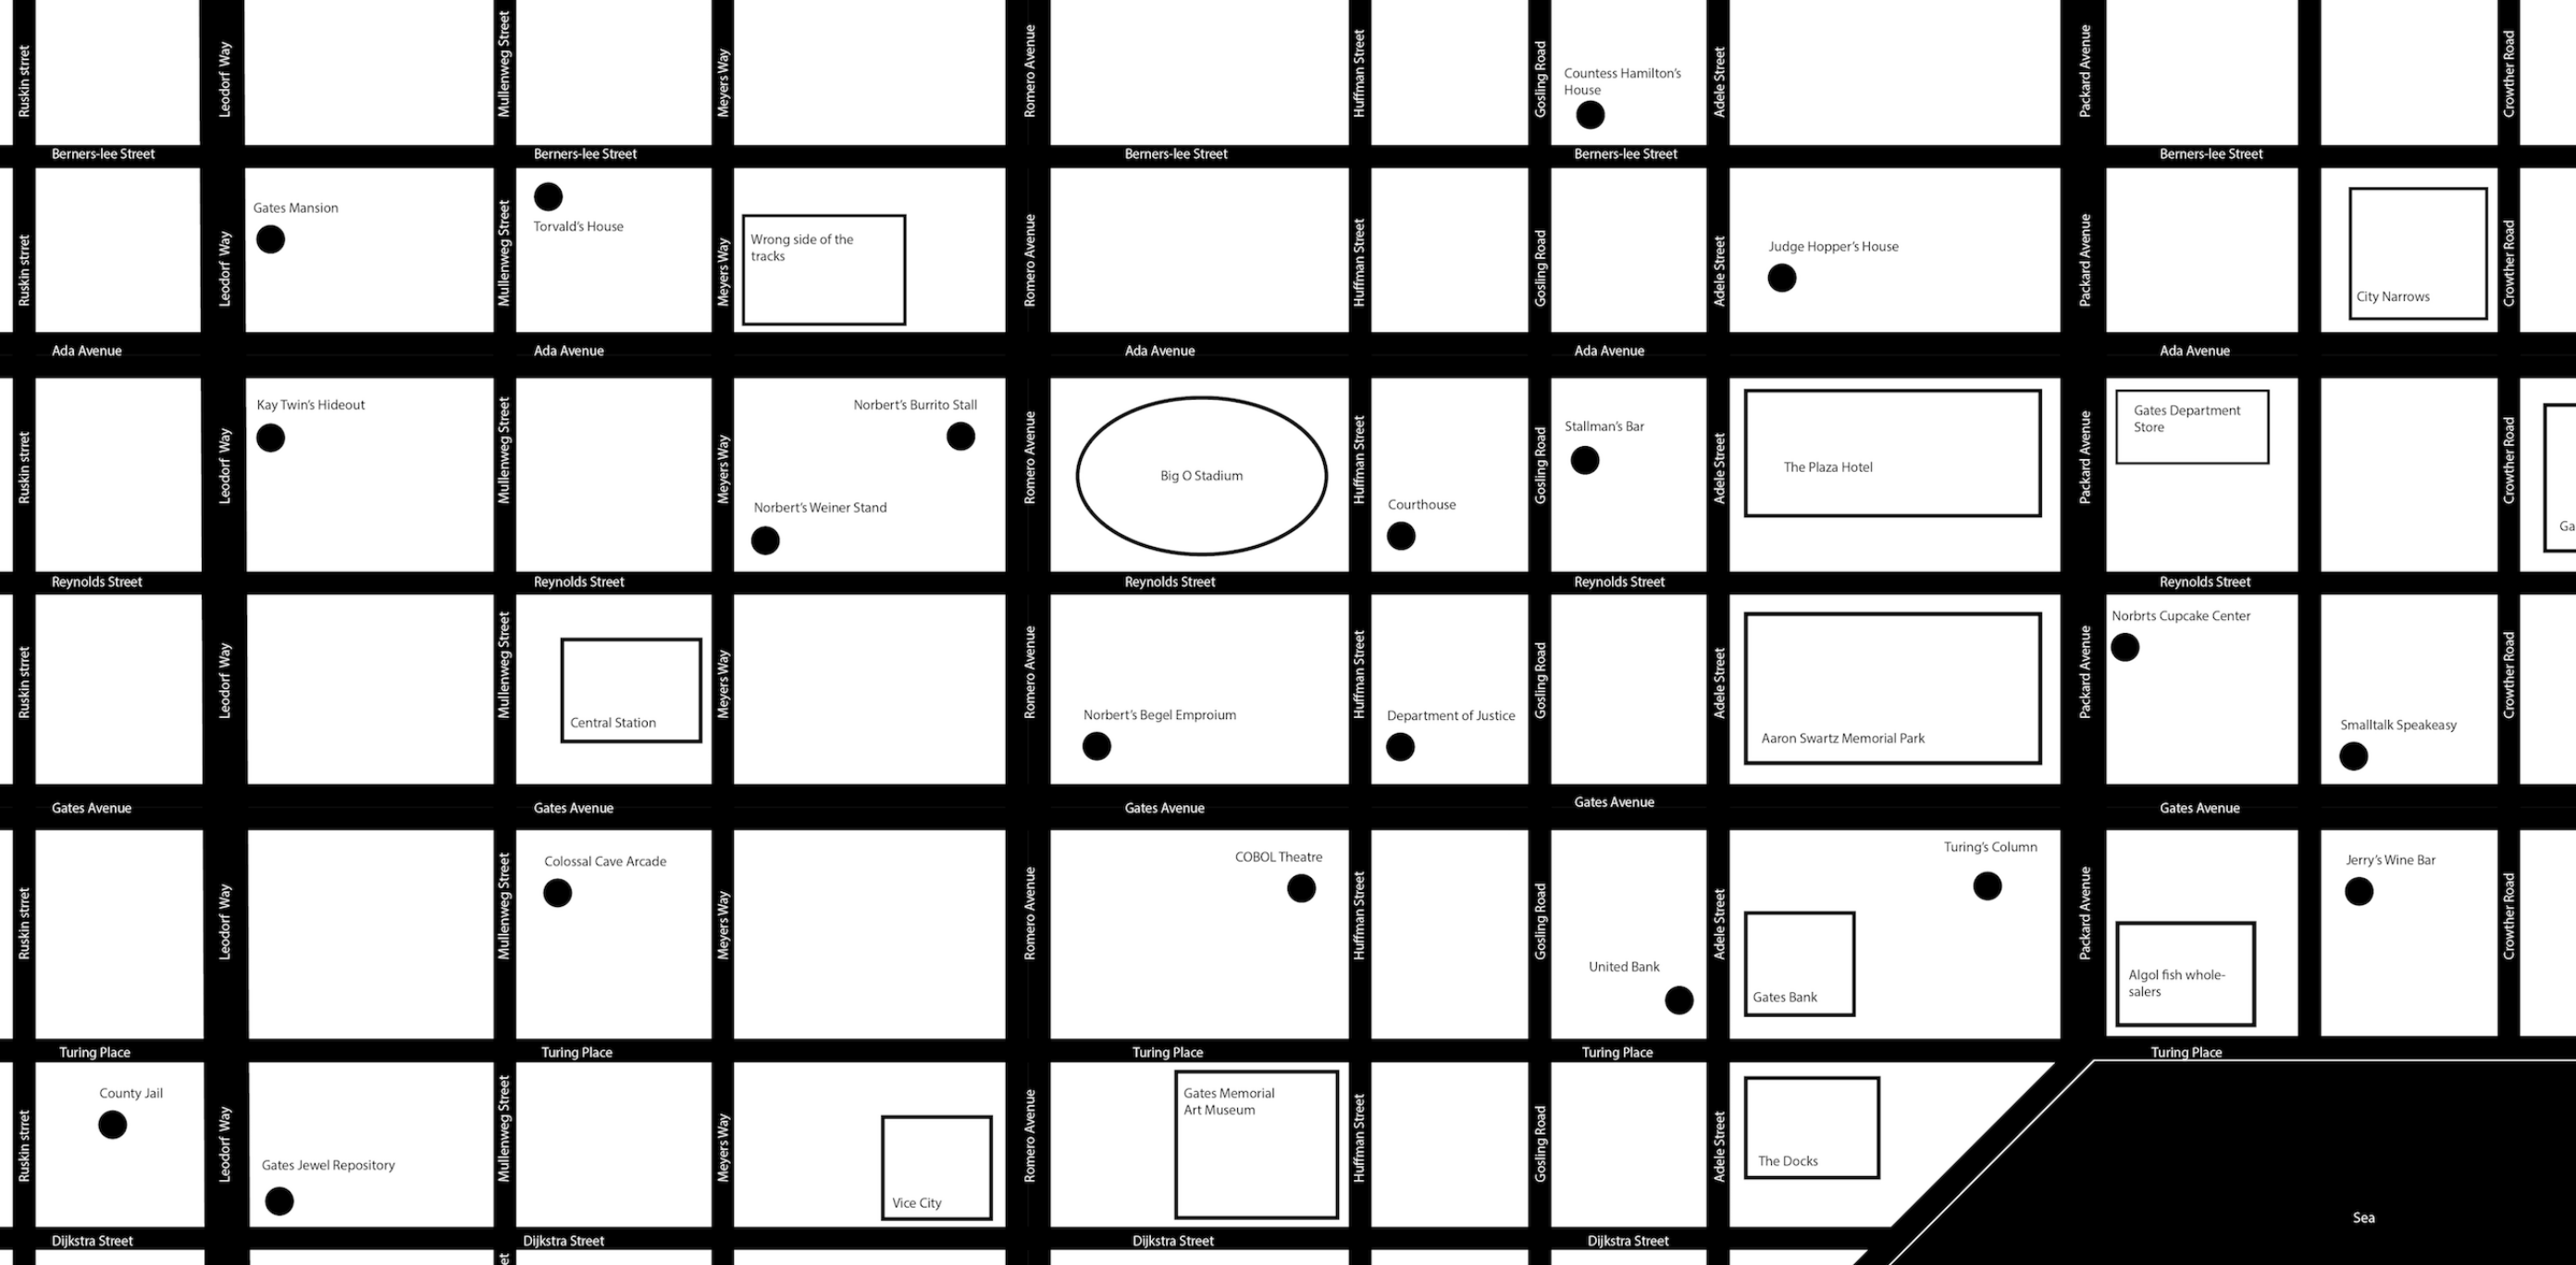 Ruskin strret
Leodorf Way
Mullenweg Street
Meyers Way
Romero Avenue
Huffman Street
Gosling Road
Countess Hamilton's
House
Adele Street
Packard Avenue
Crowther Road
Berners-lee Street
Berners-lee Street
Berners-lee Street
Berners-lee Street
Berners-lee Street
Ruskin strret
Leodorf Way
Gates Mansion
Mullenweg Street
Torvald's House
Meyers Way
Wrong side of the
tracks
Romero Avenue
Huffman Street
Gosling Road
Adele Street
Judge Hopper's House
Packard Avenue
City Narrows
Crowther Road
Ada Avenue
Ada Avenue
Ada Avenue
Ada Avenue
Ada Avenue
Ruskin strret
Leodorf Way
Kay Twin's Hideout
Mullenweg Street
Meyers Way
Norbert's Burrito Stall
Norbert's Weiner Stand
Romero Avenue
Big O Stadium
Huffman Street
Courthouse
Gosling Road
Stallman's Bar
Adele Street
The Plaza Hotel
Packard Avenue
Gates Department
Store
Crowther Road
Ga
Reynolds Street
Reynolds Street
Reynolds Street
Reynolds Street
Reynolds Street
Ruskin strret
Leodorf Way
Mullenweg Street
Central Station
Meyers Way
Romero Avenue
Norbert's Begel Emproium
Huffman Street
Department of Justice
Gosling Road
Adele Street
Aaron Swartz Memorial Park
Packard Avenue
Norbrts Cupcake Center
Smalltalk Speakeasy
Crowther Road
Gates Avenue
Gates Avenue
Gates Avenue
Gates Avenue
Gates Avenue
Ruskin strret
Leodorf Way
Mullenweg Street
Colossal Cave Arcade
Meyers Way
Romero Avenue
COBOL Theatre
Huffman Street
Gosling Road
United Bank
Adele Street
Gates Bank
Turing's Column
Packard Avenue
Algol fish whole-
salers
Jerry's Wine Bar
Crowther Road
Turing Place
Turing Place
Turing Place
Turing Place
Turing Place
Ruskin strret
County Jail
Leodorf Way
Gates Jewel Repository
Mullenweg Street
Meyers Way
Vice City
Romero Avenue
Gates Memorial
Art Museum
Huffman Street
Gosling Road
Adele Street
The Docks
Sea
Dijkstra Street
Dijkstra Street
Dijkstra Street
Dijkstra Street
et